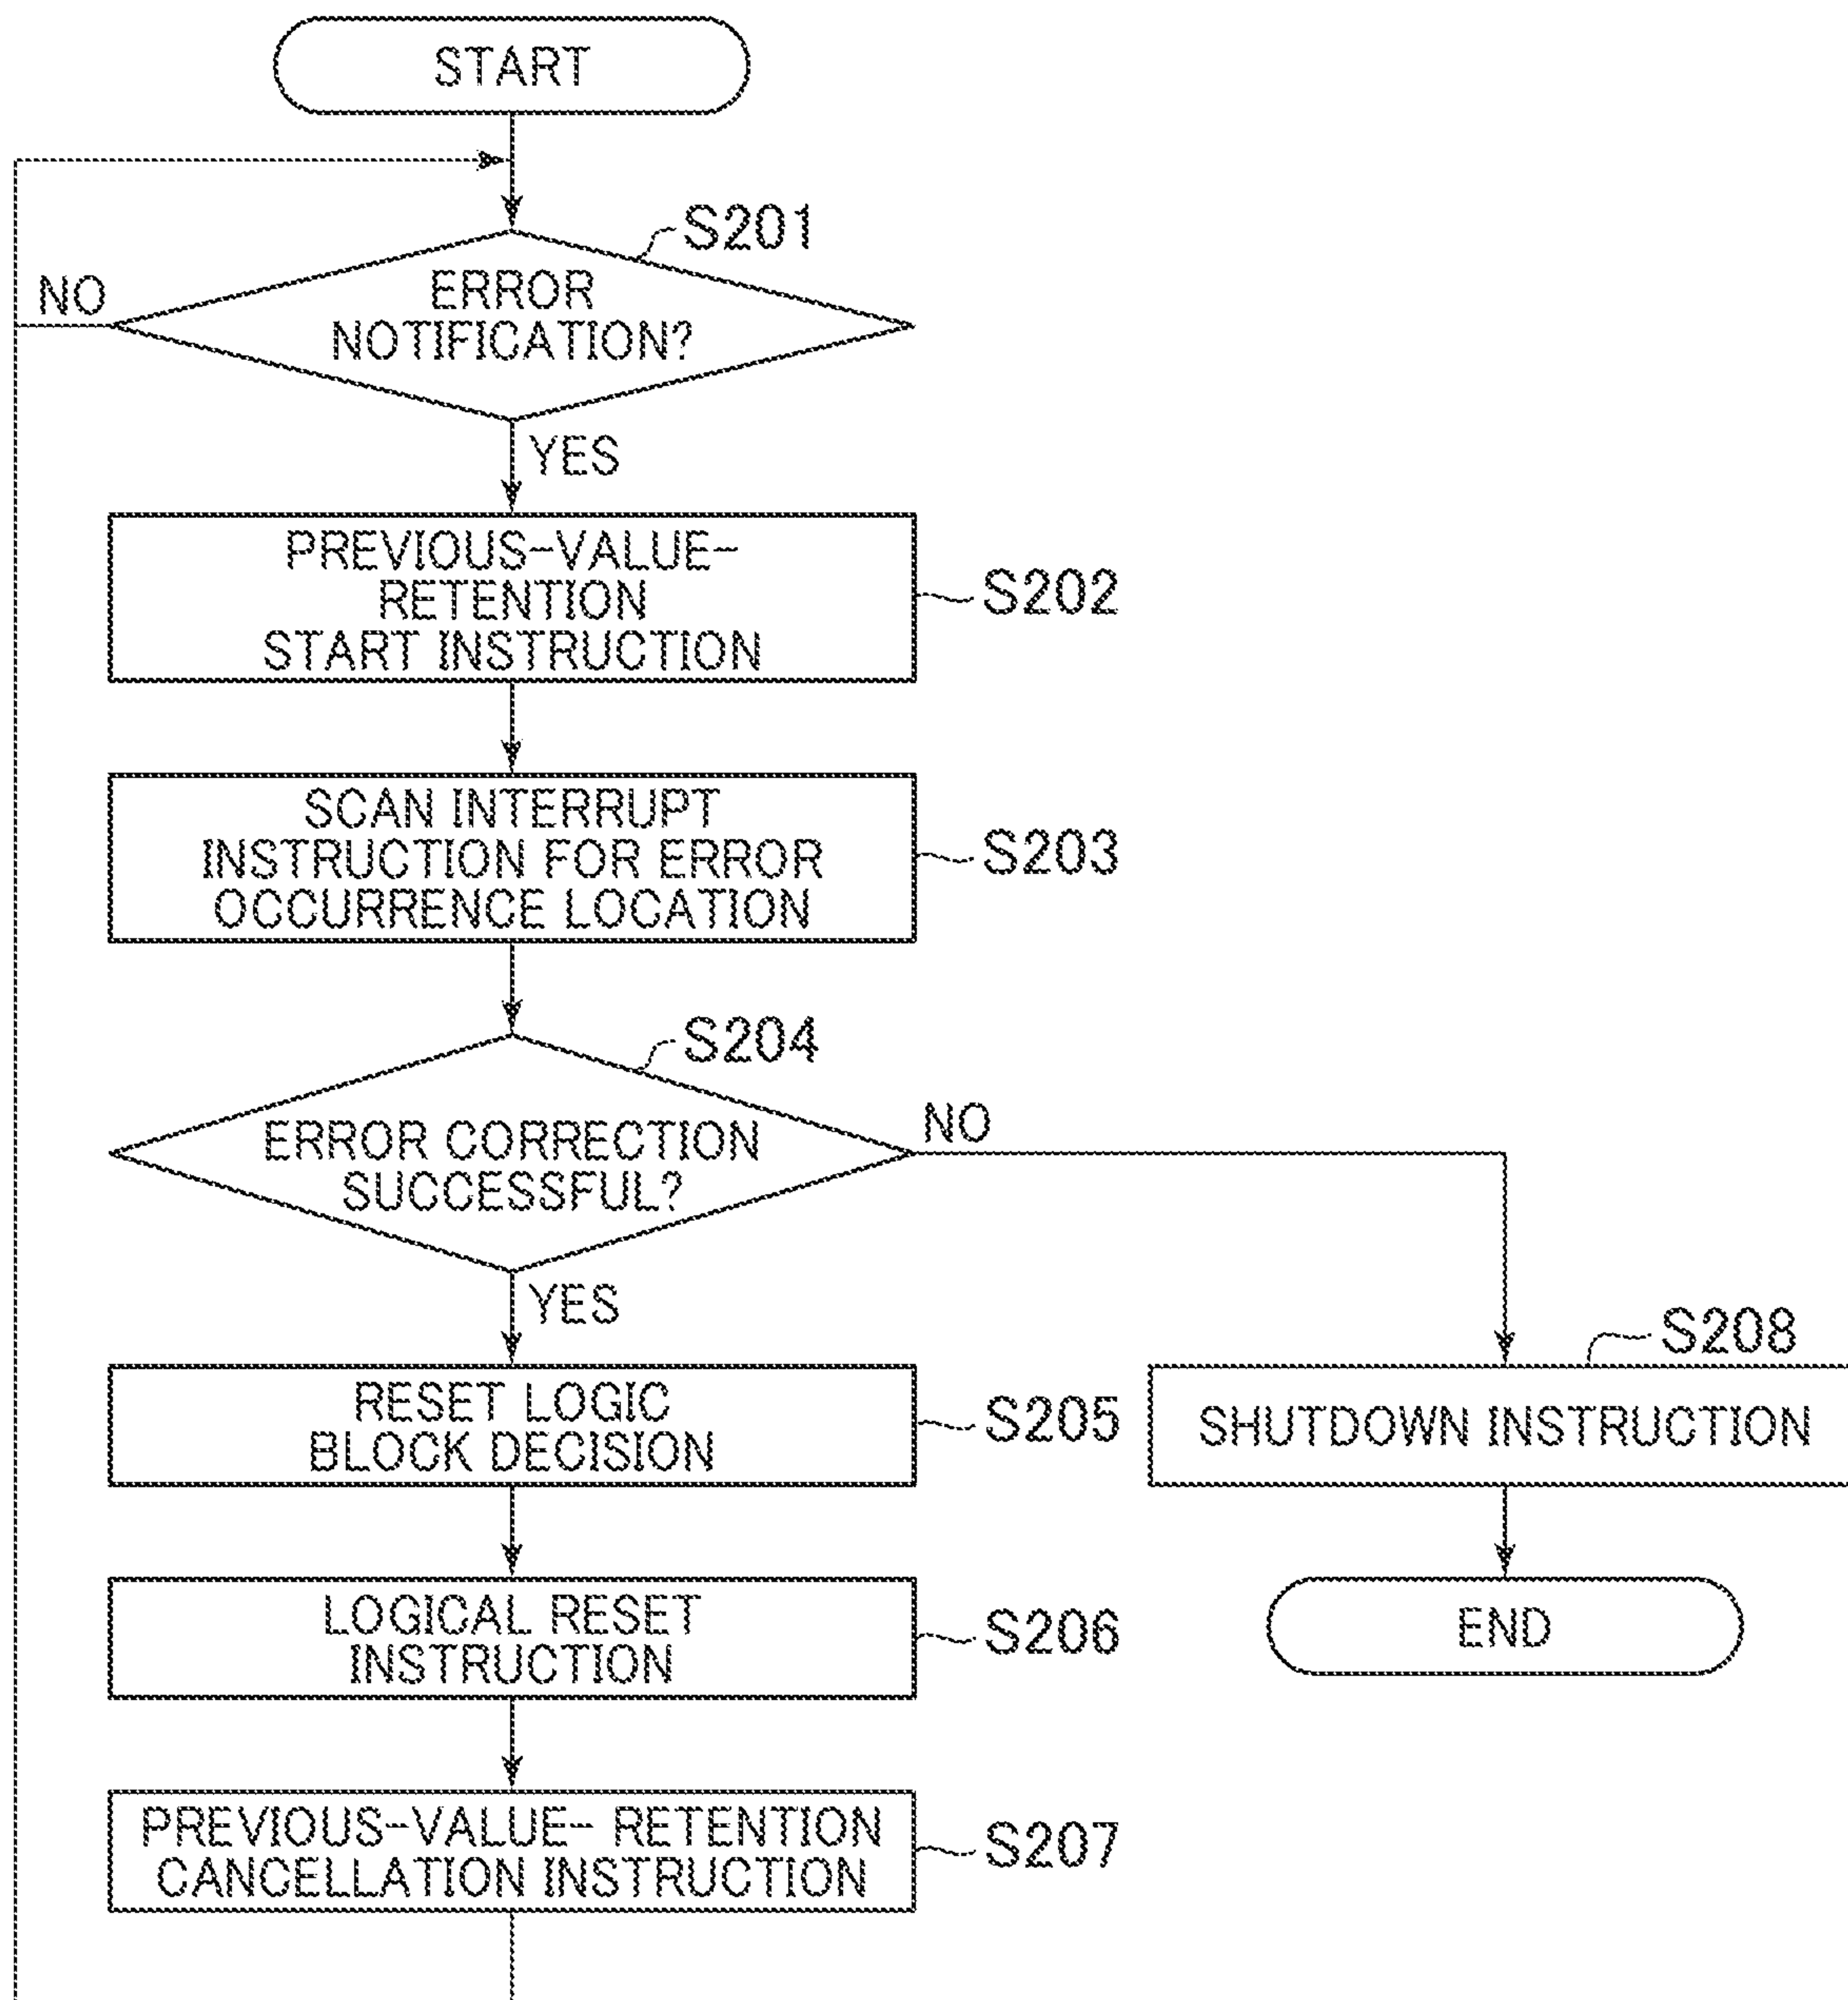 START
S201
NO
ERROR
NOTIFICATION?
YES
PREVIOUS-VALUE-
RETENTION
START INSTRUCTION
S202
SCAN INTERRUPT
INSTRUCTION FOR ERROR
OCCURRENCE LOCATION
S203
S204
ERROR CORRECTION
SUCCESSFUL?
NO
YES
S208
RESET LOGIC
BLOCK DECISION
S205
SHUTDOWN INSTRUCTION
LOGICAL RESET
INSTRUCTION
S206
END
PREVIOUS-VALUE- RETENTION
CANCELLATION INSTRUCTION
S207